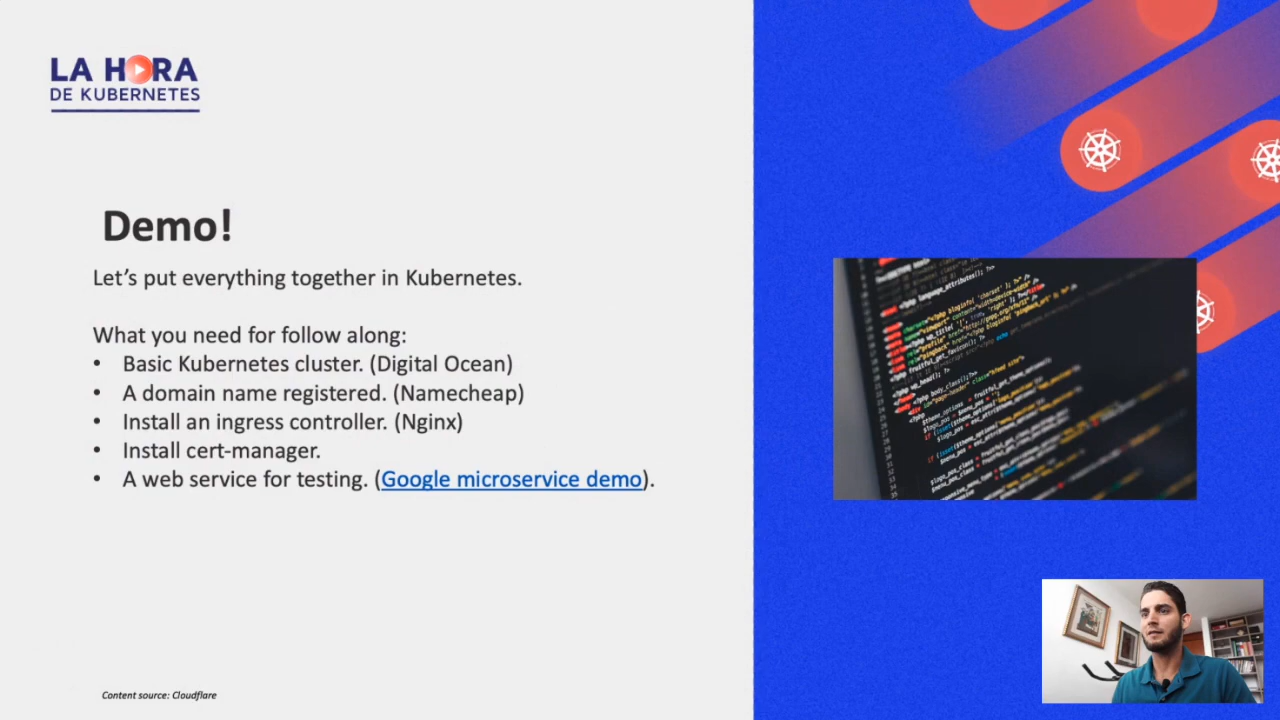 LA HORA
DE KUBERNETES
Demo!
Let’s put everything together in Kubernetes.
What you need for follow along:
• Basic Kubernetes cluster. (Digital Ocean)
• A domain name registered. (Namecheap)
• Install an ingress controller. (Nginx)
• Install cert-manager.
• A web service for testing. (Google microservice demo).
Content source: Cloudflare